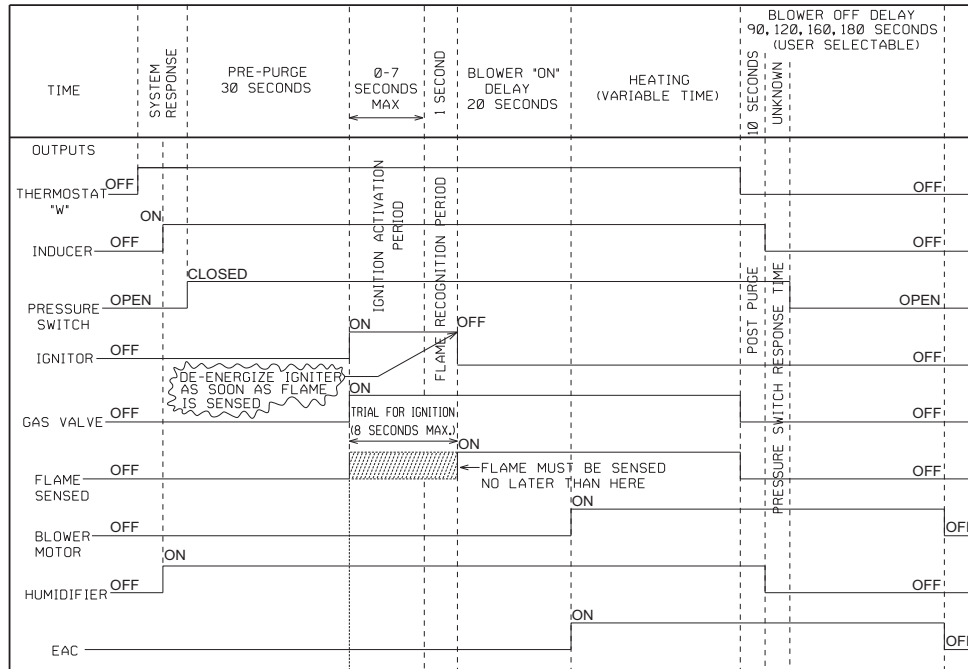 TIME
SYSTEM
RESPONSE
PRE-PURGE
30 SECONDS
0-7
SECONDS
MAX
1 SECOND
BLOWER "ON"
DELAY
20 SECONDS
HEATING
(VARIABLE TIME)
10 SECONDS
UNKNOWN
BLOWER OFF DELAY
90,120,160,180 SECONDS
(USER SELECTABLE)
OUTPUTS
THERMOSTAT
"W"
OFF
OFF
INDUCER
OFF
ON
OFF
PRESSURE
SWITCH
OPEN
CLOSED
OPEN
IGNITION ACTIVATION
PERIOD
FLAME RECOGNITION PERIOD
POST PURGE
PRESSURE SWITCH RESPONSE TIME
IGNITOR
OFF
ON
OFF
DE-ENERGIZE IGNITER
AS SOON AS FLAME
IS SENSED
GAS VALVE
OFF
ON
OFF
TRIAL FOR IGNITION
(8 SECONDS MAX.)
FLAME
SENSED
OFF
ON
OFF
FLAME MUST BE SENSED
NO LATER THAN HERE
BLOWER
MOTOR
OFF
ON
OFF
HUMIDIFIER
OFF
ON
OFF
EAC
ON
OFF